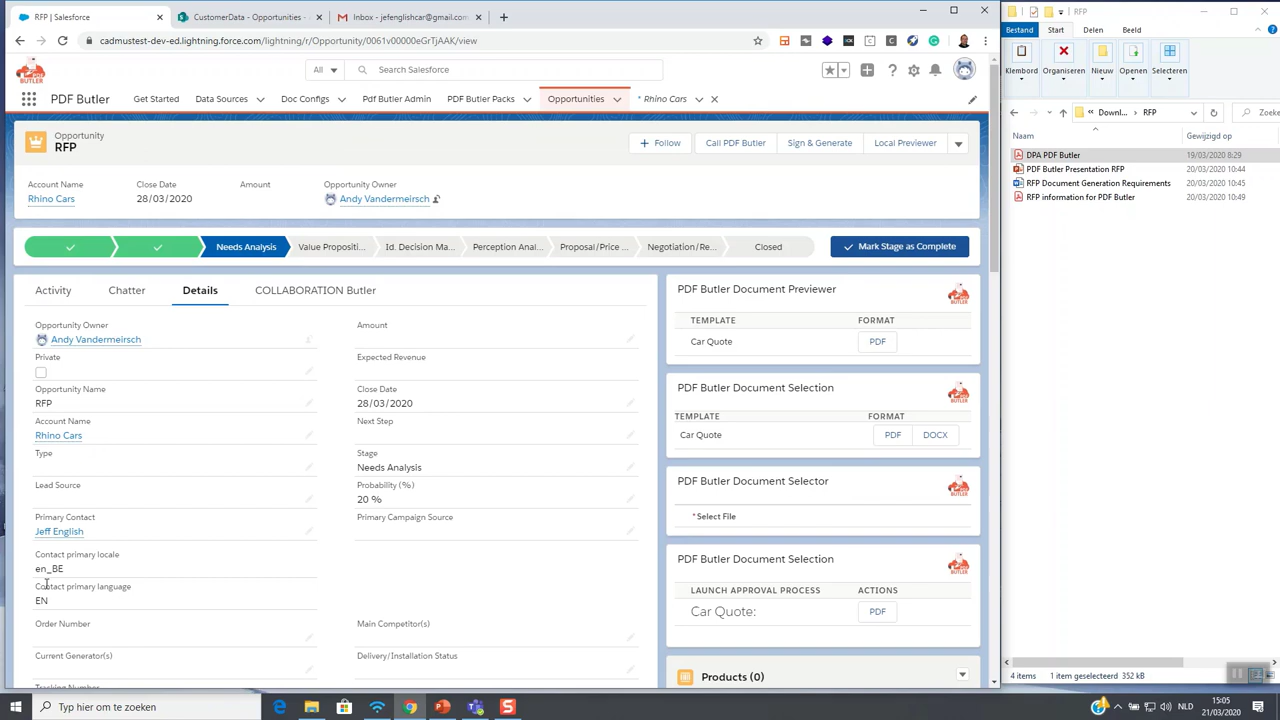 RFP | Salesforce
CustomerData - Opportunities
Inbox - jefenglishcar@gmail.com
cadmustest-dev-ed.lightning.force.com/lightning
/view
All
Search Salesforce
PDF Butler
Get Started
Data Sources
Doc Configs
Pdf Butler Admin
PDF Butler Packs
Opportunities
* Rhino Cars
Opportunity
RFP
Follow
Call PDF Butler
Sign & Generate
Local Previewer
Account Name
Close Date
Amount
Opportunity Owner
Rhino Cars
28/03/2020
Andy Vandermeirsch
Needs Analysis
Value Propositi...
Id. Decision Ma...
Perception Anal...
Proposal/Price ...
Negotiation/Re...
Closed
Mark Stage as Complete
Activity
Chatter
Details
COLLABORATION Butler
Opportunity Owner
Andy Vandermeirsch
Amount
Private
Expected Revenue
Opportunity Name
RFP
Close Date
28/03/2020
Account Name
Rhino Cars
Next Step
Type
Stage
Needs Analysis
Lead Source
Probability (%)
20 %
Primary Contact
Jeff English
Primary Campaign Source
Contact primary locale
en_BE
Contact primary language
EN
Order Number
Main Competitor(s)
Current Generator(s)
Delivery/Installation Status
Tracking Number
PDF Butler Document Previewer
TEMPLATE
FORMAT
Car Quote
PDF
PDF Butler Document Selection
TEMPLATE
FORMAT
Car Quote
PDF
DOCX
PDF Butler Document Selector
*Select File
PDF Butler Document Selection
LAUNCH APPROVAL PROCESS
ACTIONS
Car Quote:
PDF
Products (0)
RFP
Bestand
Start
Delen
Beeld
Klembord
Organiseren
Nieuw
Openen
Selecteren
Downl...
RFP
Zoeke
Naam
Gewijzigd op
DPA PDF Butler
19/03/2020 8:29
PDF Butler Presentation RFP
20/03/2020 10:44
RFP Document Generation Requirements
20/03/2020 10:45
RFP information for PDF Butler
20/03/2020 10:49
4 items
1 item geselecteerd 352 kB
Typ hier om te zoeken
NLD
15:05
21/03/2020